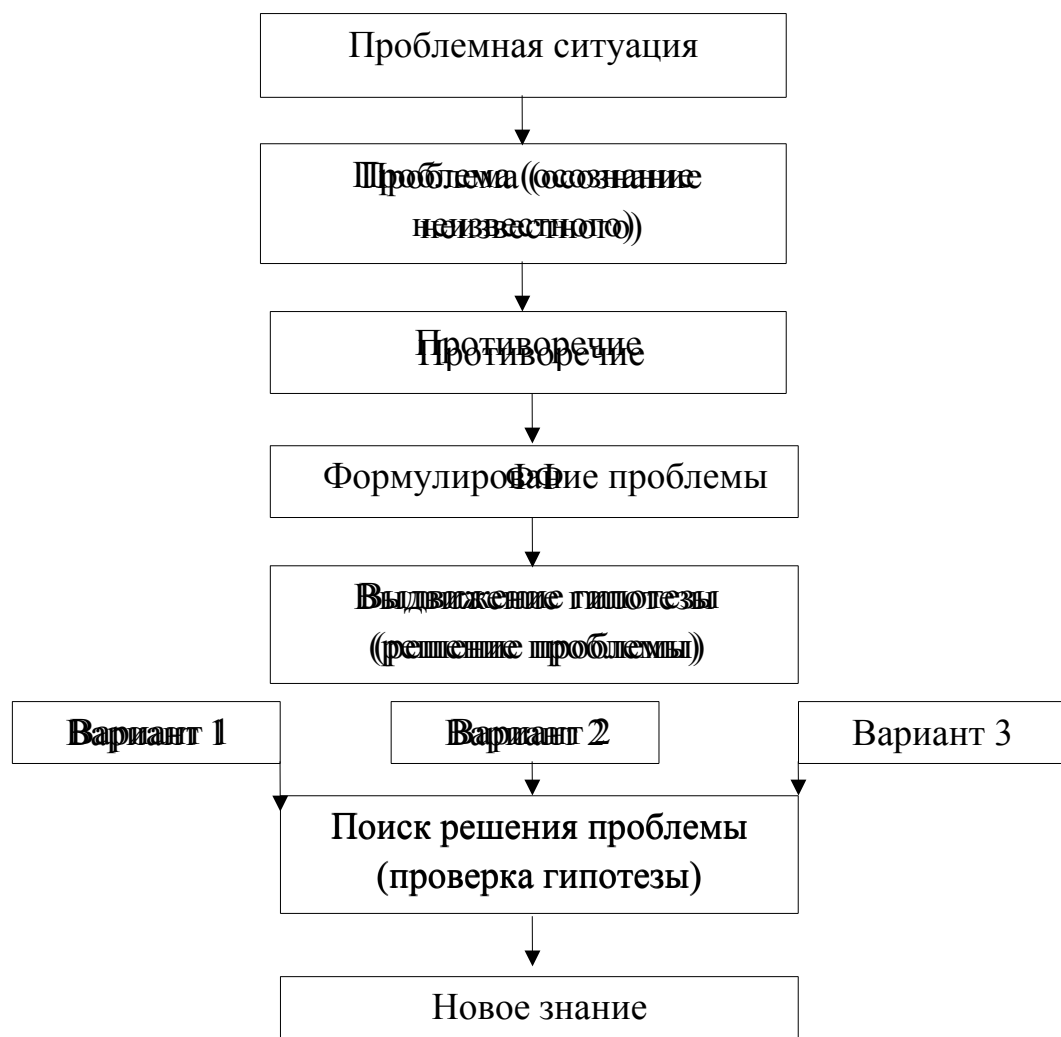 Проблемная ситуация
Проблема (осознание
неизвестного)
Противоречие
Формулирование проблемы
Выдвижение гипотезы
(решение проблемы)
Вариант 1 Вариант 2 Вариант 3
Поиск решения проблемы
(проверка гипотезы)
Новое знание